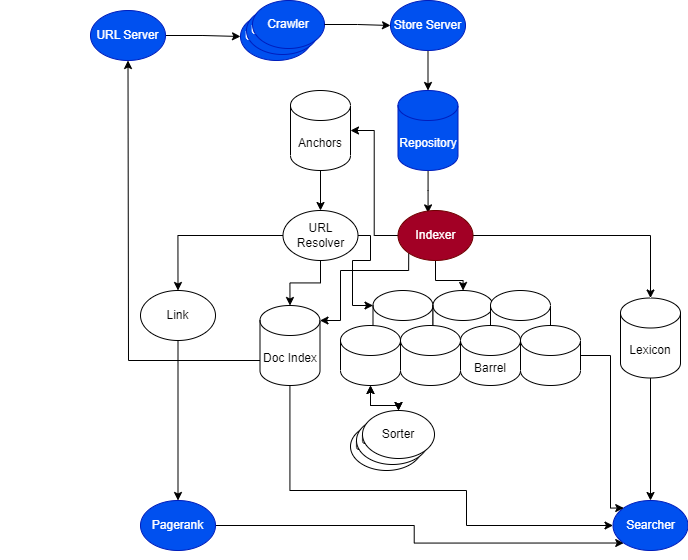 URL Server
Crawler
Store Server
Anchors
Repository
URL
Resolver
Indexer
Link
Doc Index
Barrel
Lexicon
Sorter
Pagerank
Searcher